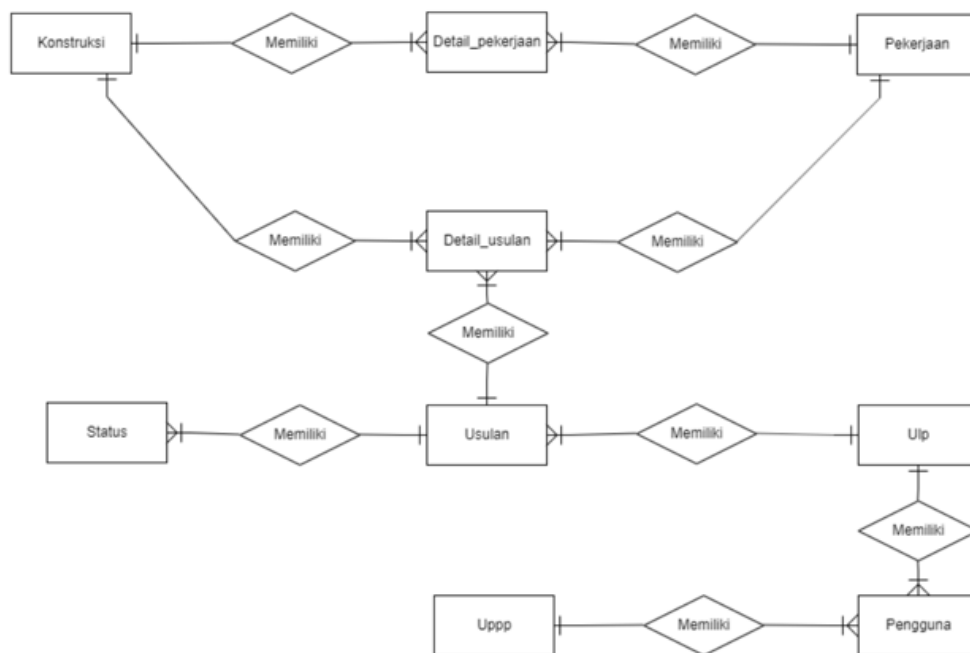 Konstruksi
Memiliki
Detail_pekerjaan
Memiliki
Pekerjaan
Memiliki
Detail_usulan
Memiliki
Memiliki
Status
Memiliki
Usulan
Memiliki
Ulp
Memiliki
Uppp
Memiliki
Pengguna